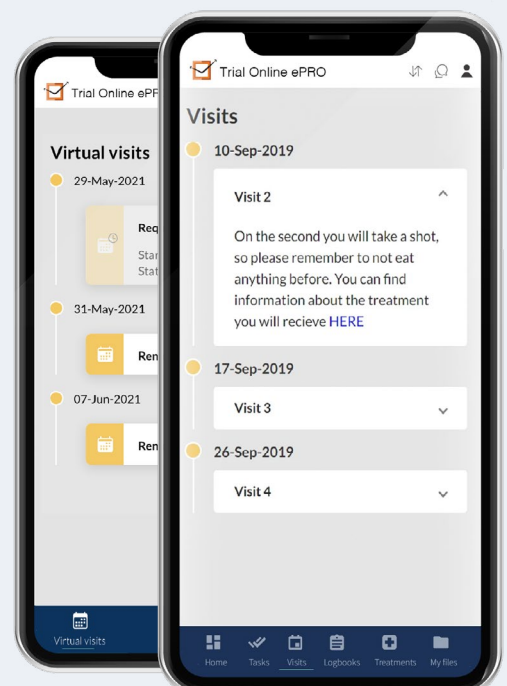 Trial Online ePR
Virtual visits
29-May-2021
Req
Star
Stat
31-May-2021
Ren
07-Jun-2021
Ren
Virtual visits
Trial Online ePRO
Visits
10-Sep-2019
Visit 2
On the second you will take a shot,
so please remember to not eat
anything before. You can find
information about the treatment
you will recieve HERE
17-Sep-2019
Visit 3
26-Sep-2019
Visit 4
Home Tasks Visits Logbooks Treatments My files